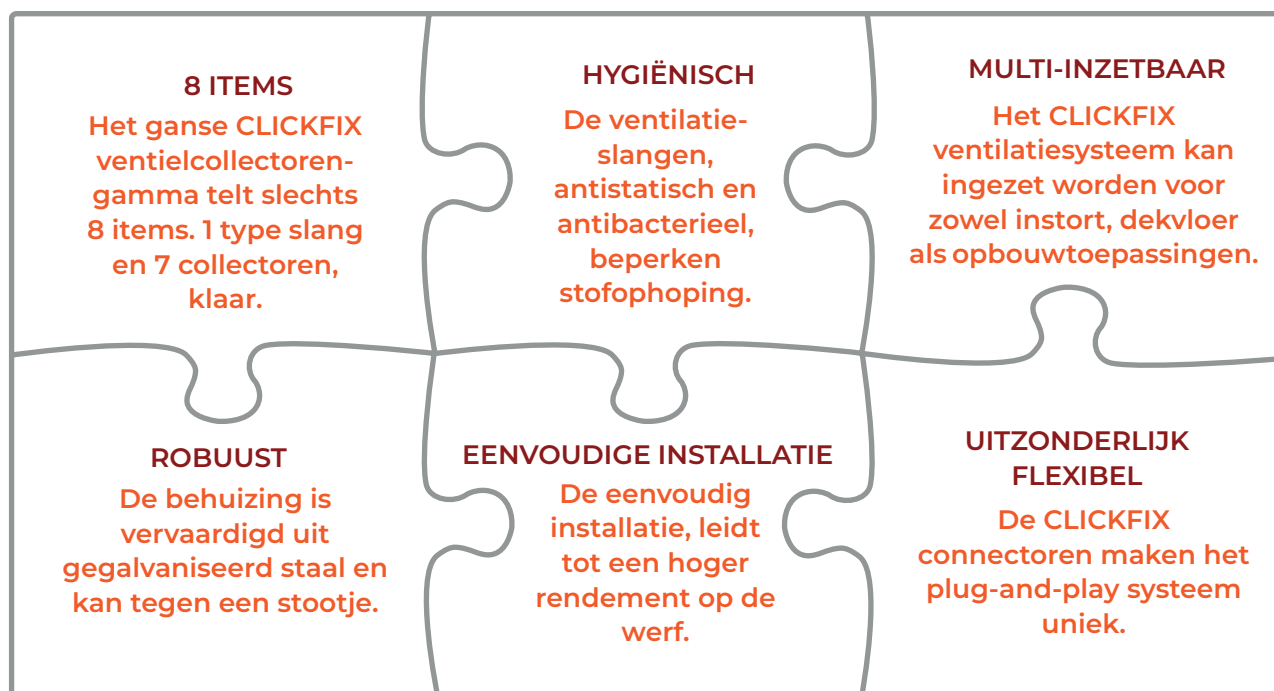 8 ITEMS
Het ganse CLICKFIX
ventielcollectoren-
gamma telt slechts
8 items. 1 type slang
en 7 collectoren,
klaar.
HYGIËNISCH
De ventilatie-
slangen,
antistatisch en
antibacterieel,
beperken
stofophoping.
MULTI-INZETBAAR
Het CLICKFIX
ventilatiesysteem kan
ingezet worden voor
zowel instort, dekvloer
als opbouwtoepassingen.
ROBUUST
De behuizing is
vervaardigd uit
gegalvaniseerd staal en
kan tegen een stootje.
EENVOUDIGE INSTALLATIE
De eenvoudig
installatie, leidt
tot een hoger
rendement op de
werf.
UITZONDERLIJK
FLEXIBEL
De CLICKFIX
connectoren maken het
plug-and-play systeem
uniek.